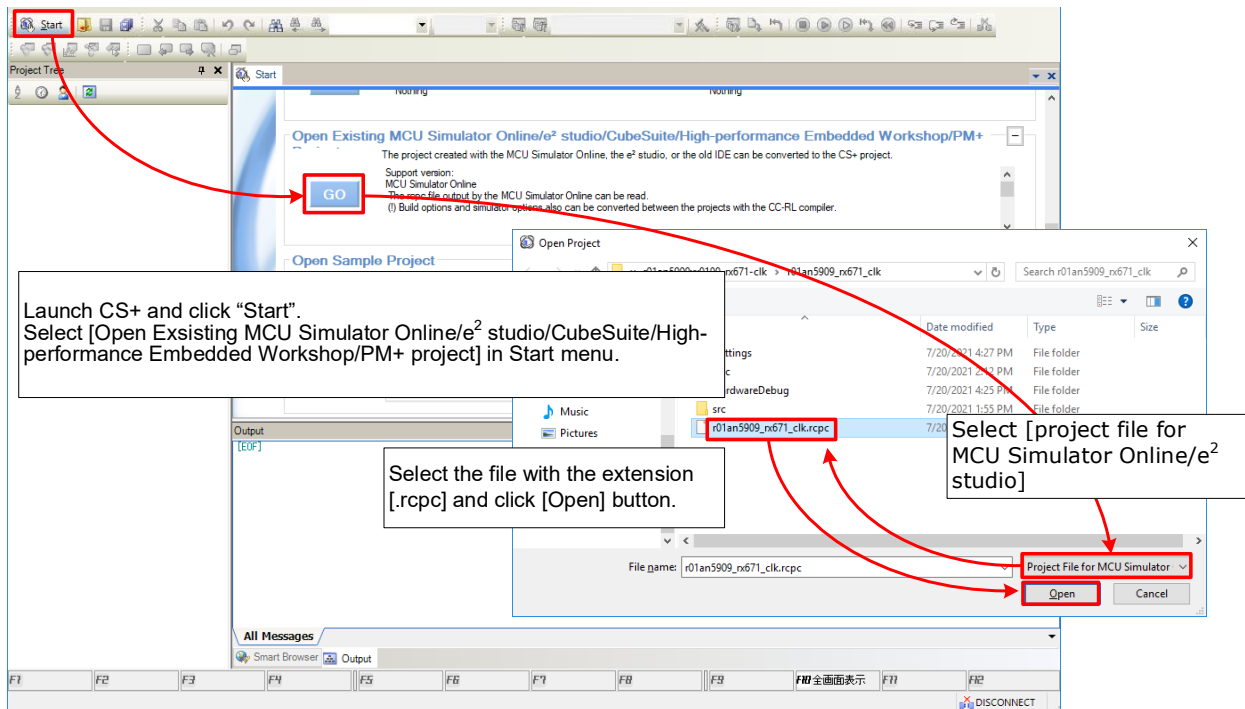 Start
Project Tree
Start
Nothing Nothing
Open Existing MCU Simulator Online/e² studio/CubeSuite/High-performance Embedded Workshop/PM+
The project created with the MCU Simulator Online, the e² studio, or the old IDE can be converted to the CS+ project.
Support version:
MCU Simulator Online
GO
The rcpc file output by the MCU Simulator Online can be read.
(!) Build options and simulator options also can be converted between the projects with the CC-RL compiler.
Open Sample Project
Open Project
r01an5909_rx671_clk
Search r01an5909_rx671_clk
Launch CS+ and click “Start”.
Select [Open Exsisting MCU Simulator Online/e² studio/CubeSuite/High-
performance Embedded Workshop/PM+ project] in Start menu.
Date modified Type Size
ttings 7/20/2021 4:27 PM File folder
c 7/20/2021 2:12 PM File folder
rdwareDebug 7/20/2021 4:25 PM File folder
Music
src 7/20/2021 1:55 PM File folder
Pictures
r01an5909_rx671_clk.rcpc 7/20
Select [project file for
MCU Simulator Online/e²
studio]
Output
[EOF]
Select the file with the extension
[.rcpc] and click [Open] button.
File name: r01an5909_rx671_clk.rcpc Project File for MCU Simulator
Open Cancel
All Messages
Smart Browser Output
F1 F2 F3 F4 F5 F6 F7 F8 F9 F10 全画面表示 F11 F12
DISCONNECT